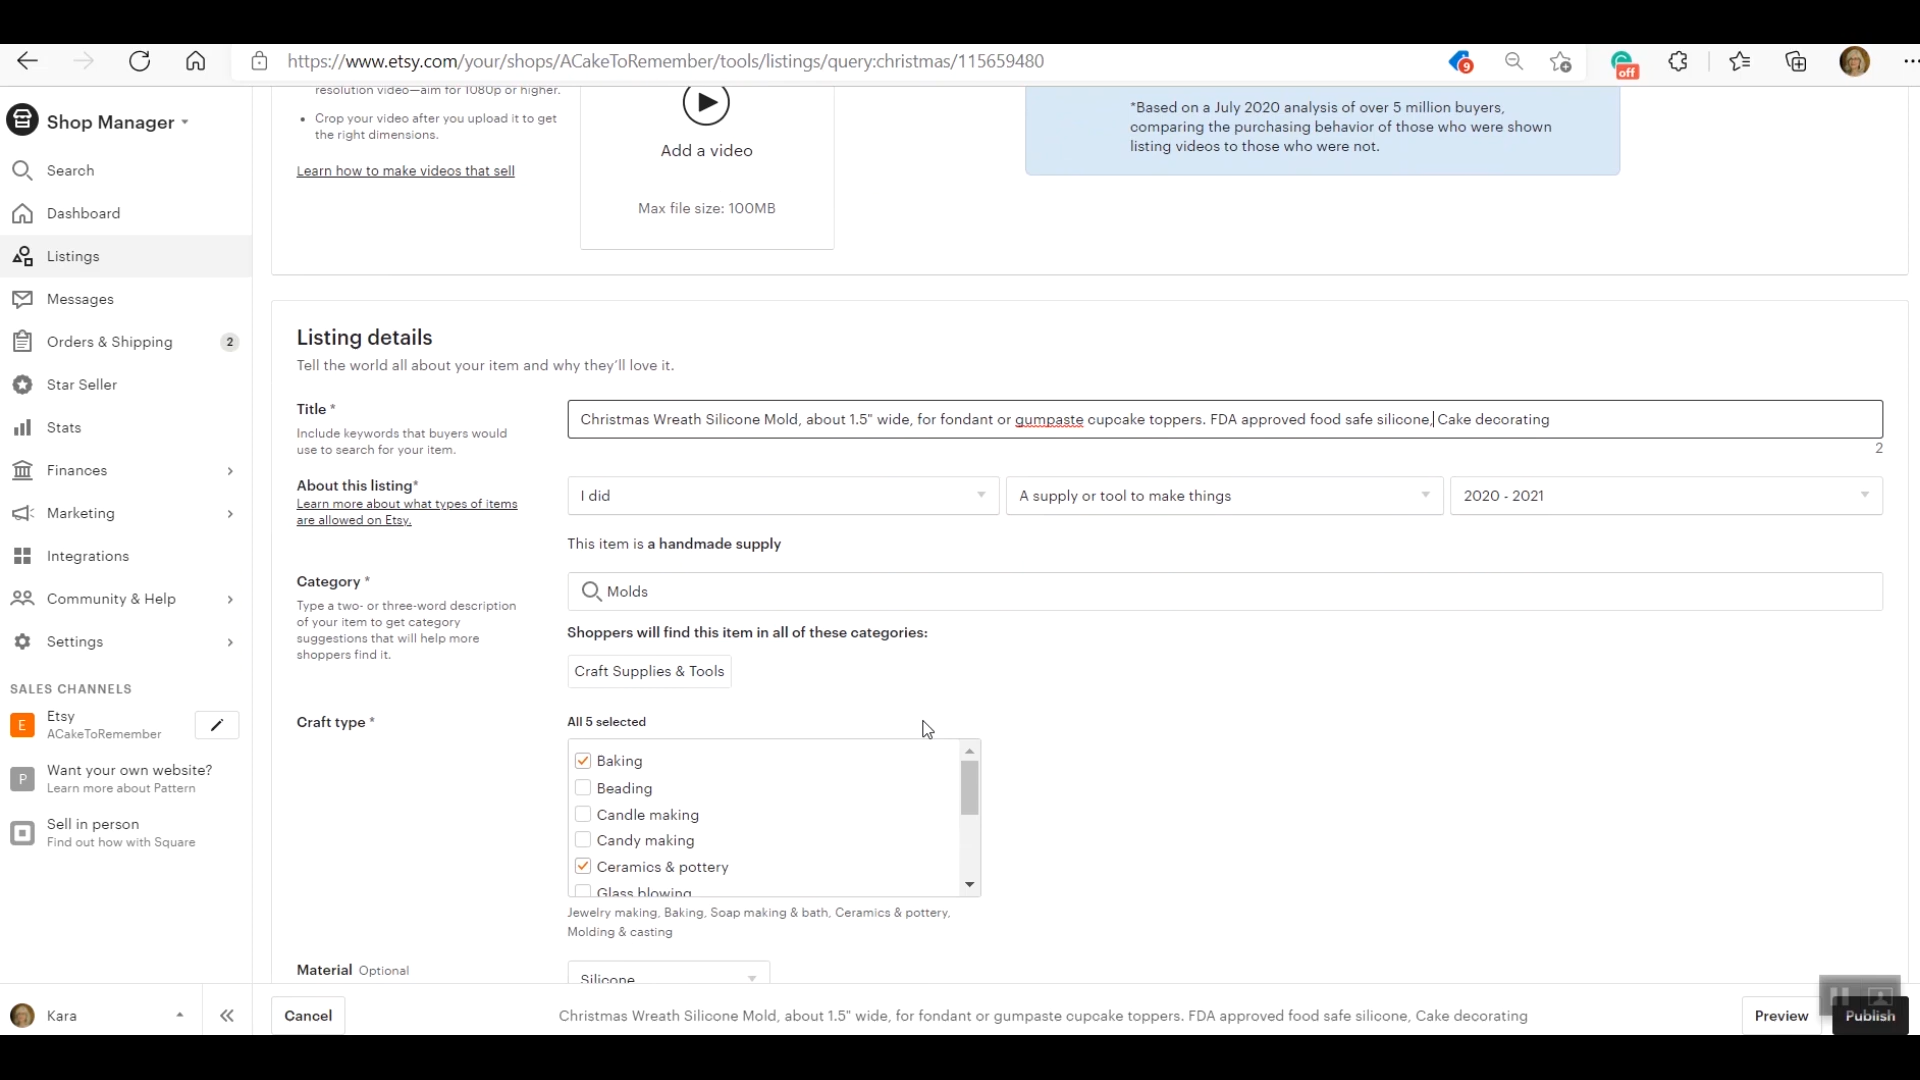 https://www.etsy.com/your/shops/ACakeToRemember/tools/listings/query:christmas/115659480
9
off
Shop Manager
Search
Dashboard
Listings
Messages
Orders & Shipping 2
Star Seller
Stats
Finances
Marketing
Integrations
Community & Help
Settings
SALES CHANNELS
E
Etsy
ACakeToRemember
P
Want your own website?
Learn more about Pattern
Sell in person
Find out how with Square
Kara
resolution video—aim for 1080p or higher.
• Crop your video after you upload it to get
the right dimensions.
Learn how to make videos that sell
Add a video
Max file size: 100MB
*Based on a July 2020 analysis of over 5 million buyers,
comparing the purchasing behavior of those who were shown
listing videos to those who were not.
Listing details
Tell the world all about your item and why they'll love it.
Title *
Include keywords that buyers would
use to search for your item.
Christmas Wreath Silicone Mold, about 1.5" wide, for fondant or gumpaste cupcake toppers. FDA approved food safe silicone, Cake decorating
2
About this listing*
Learn more about what types of items
are allowed on Etsy.
I did
A supply or tool to make things
2020 - 2021
This item is a handmade supply
Category *
Type a two- or three-word description
of your item to get category
suggestions that will help more
shoppers find it.
Molds
Shoppers will find this item in all of these categories:
Craft Supplies & Tools
Craft type *
All 5 selected
Baking
Beading
Candle making
Candy making
Ceramics & pottery
Glass blowing
Jewelry making, Baking, Soap making & bath, Ceramics & pottery,
Molding & casting
Material Optional
Silicone
Cancel
Christmas Wreath Silicone Mold, about 1.5" wide, for fondant or gumpaste cupcake toppers. FDA approved food safe silicone, Cake decorating
Preview
Publish